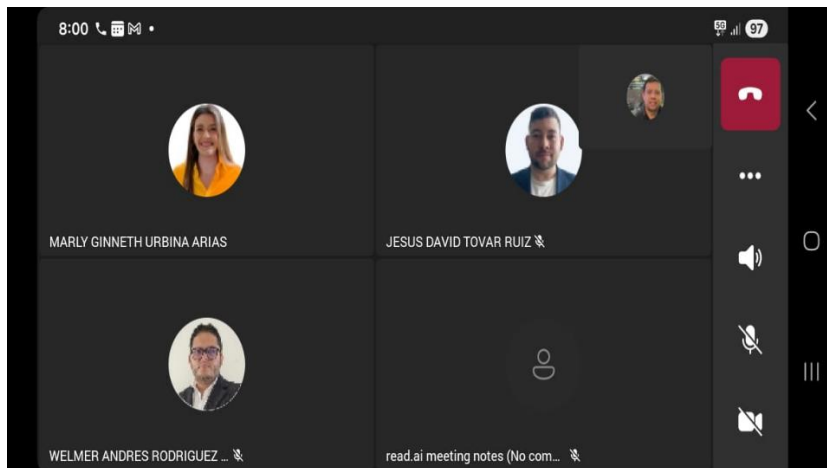 8:00
5G
97
MARLY GINNETH URBINA ARIAS
JESUS DAVID TOVAR RUIZ
WELMER ANDRES RODRIGUEZ ...
read.ai meeting notes (No com...